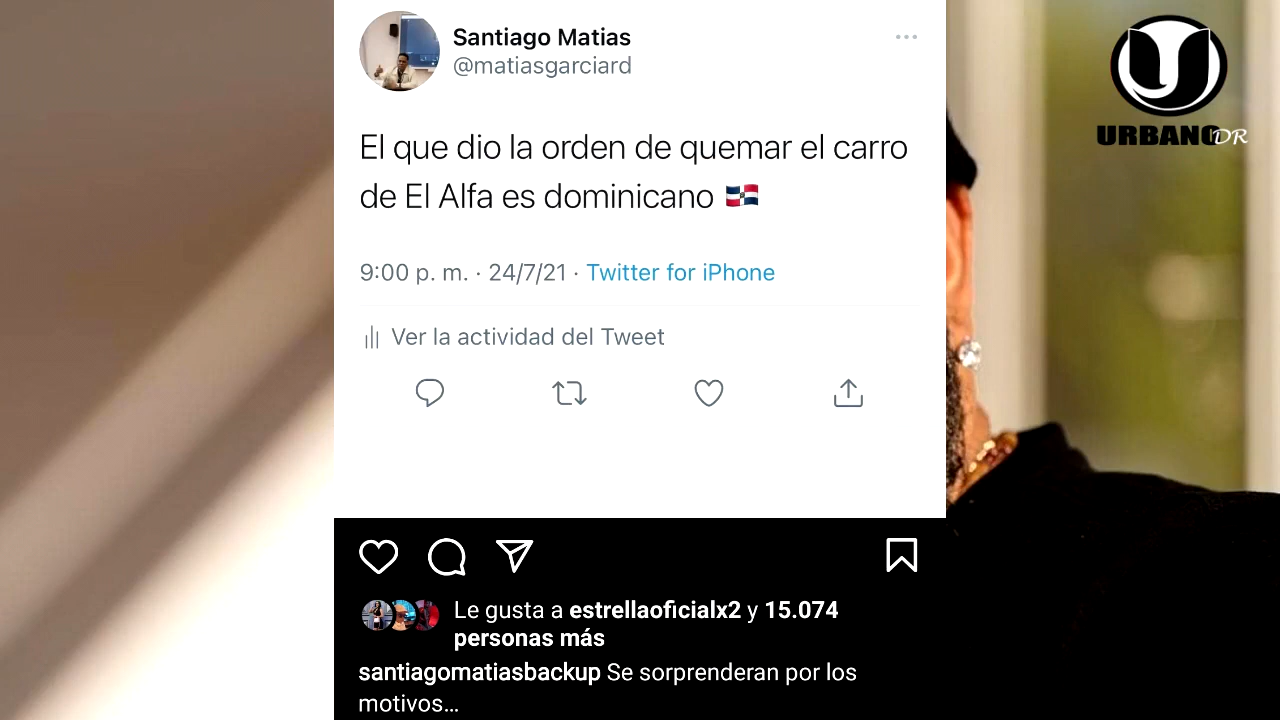 Santiago Matias
@matiasgarciard
El que dio la orden de quemar el carro
de El Alfa es dominicano 🇩🇴
9:00 p. m. · 24/7/21 · Twitter for iPhone
Ver la actividad del Tweet
Le gusta a estrellaoficialx2 y 15.074
personas más
santiagomatiasbackup Se sorprenderan por los
motivos...
URBANO DR